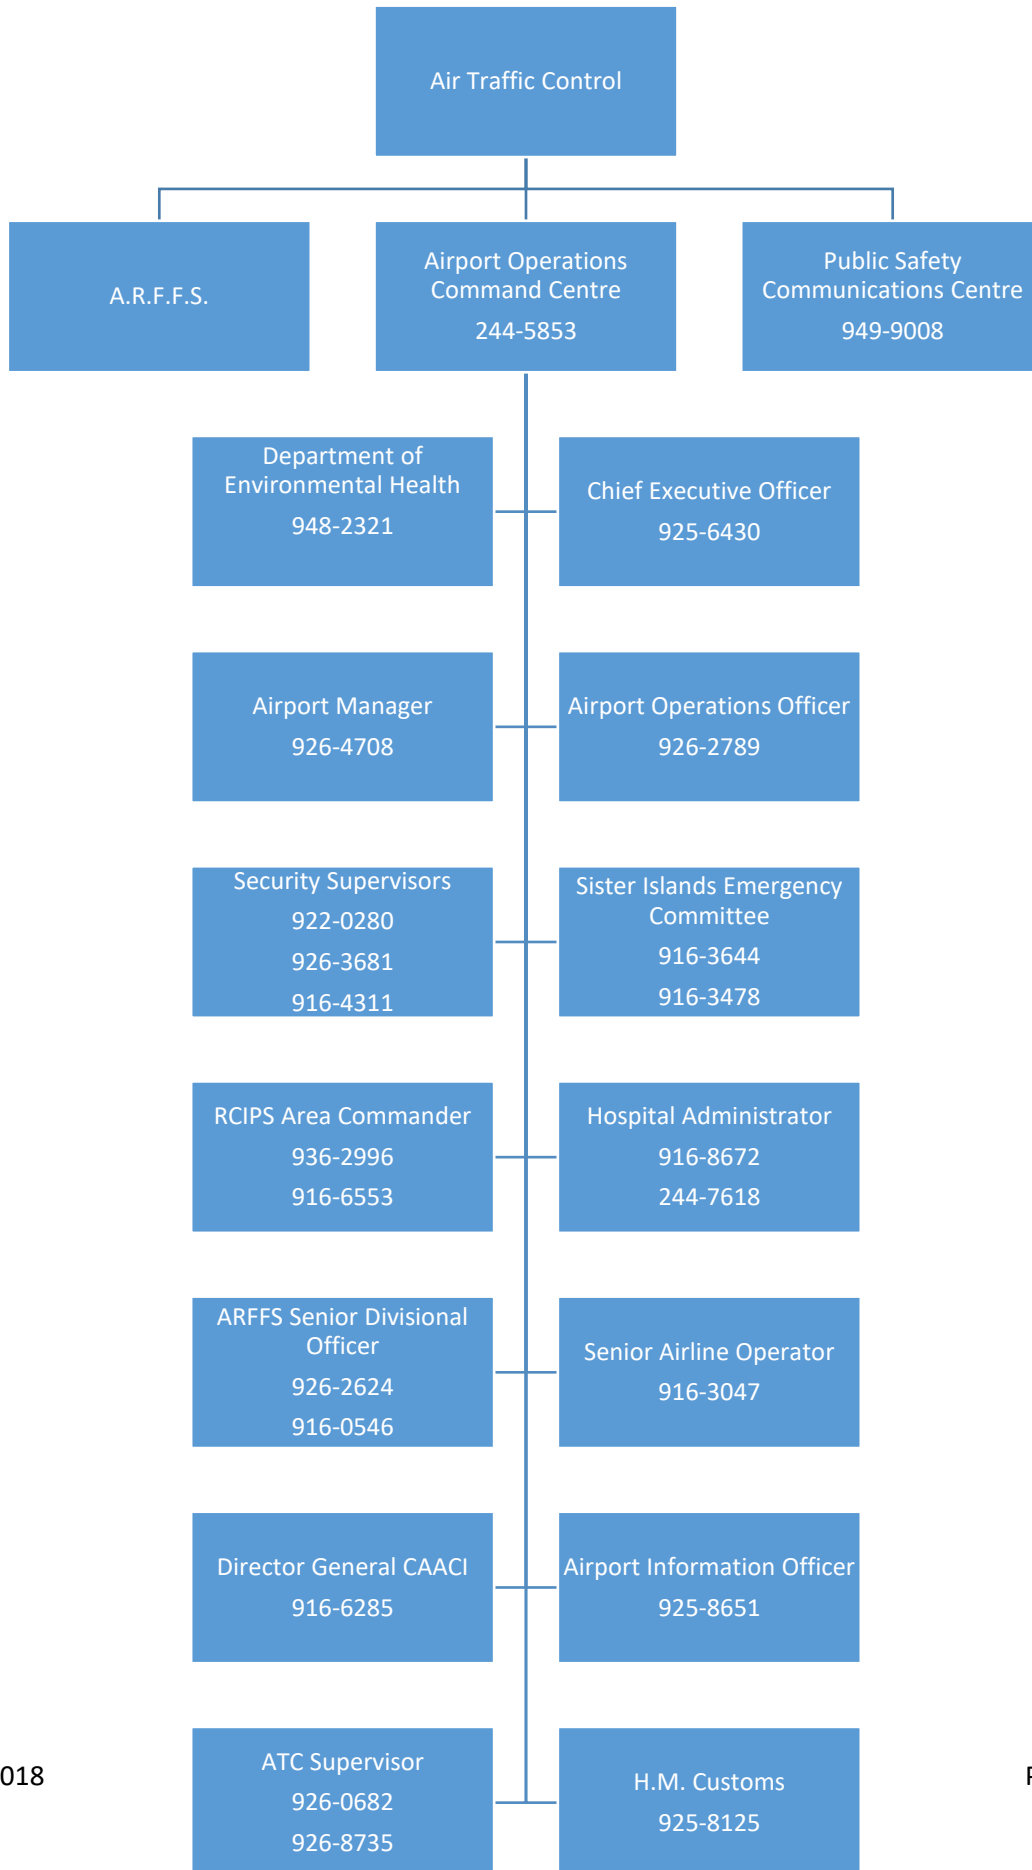 Air Traffic Control
A.R.F.F.S.
Airport Operations
Command Centre
244-5853
Public Safety
Communications Centre
949-9008
Department of
Environmental Health
948-2321
Chief Executive Officer
925-6430
Airport Manager
926-4708
Airport Operations Officer
926-2789
Security Supervisors
922-0280
926-3681
916-4311
Sister Islands Emergency
Committee
916-3644
916-3478
RCIPS Area Commander
936-2996
916-6553
Hospital Administrator
916-8672
244-7618
ARFFS Senior Divisional
Officer
926-2624
916-0546
Senior Airline Operator
916-3047
Director General CAACI
916-6285
Airport Information Officer
925-8651
ATC Supervisor
926-0682
926-8735
H.M. Customs
925-8125
018